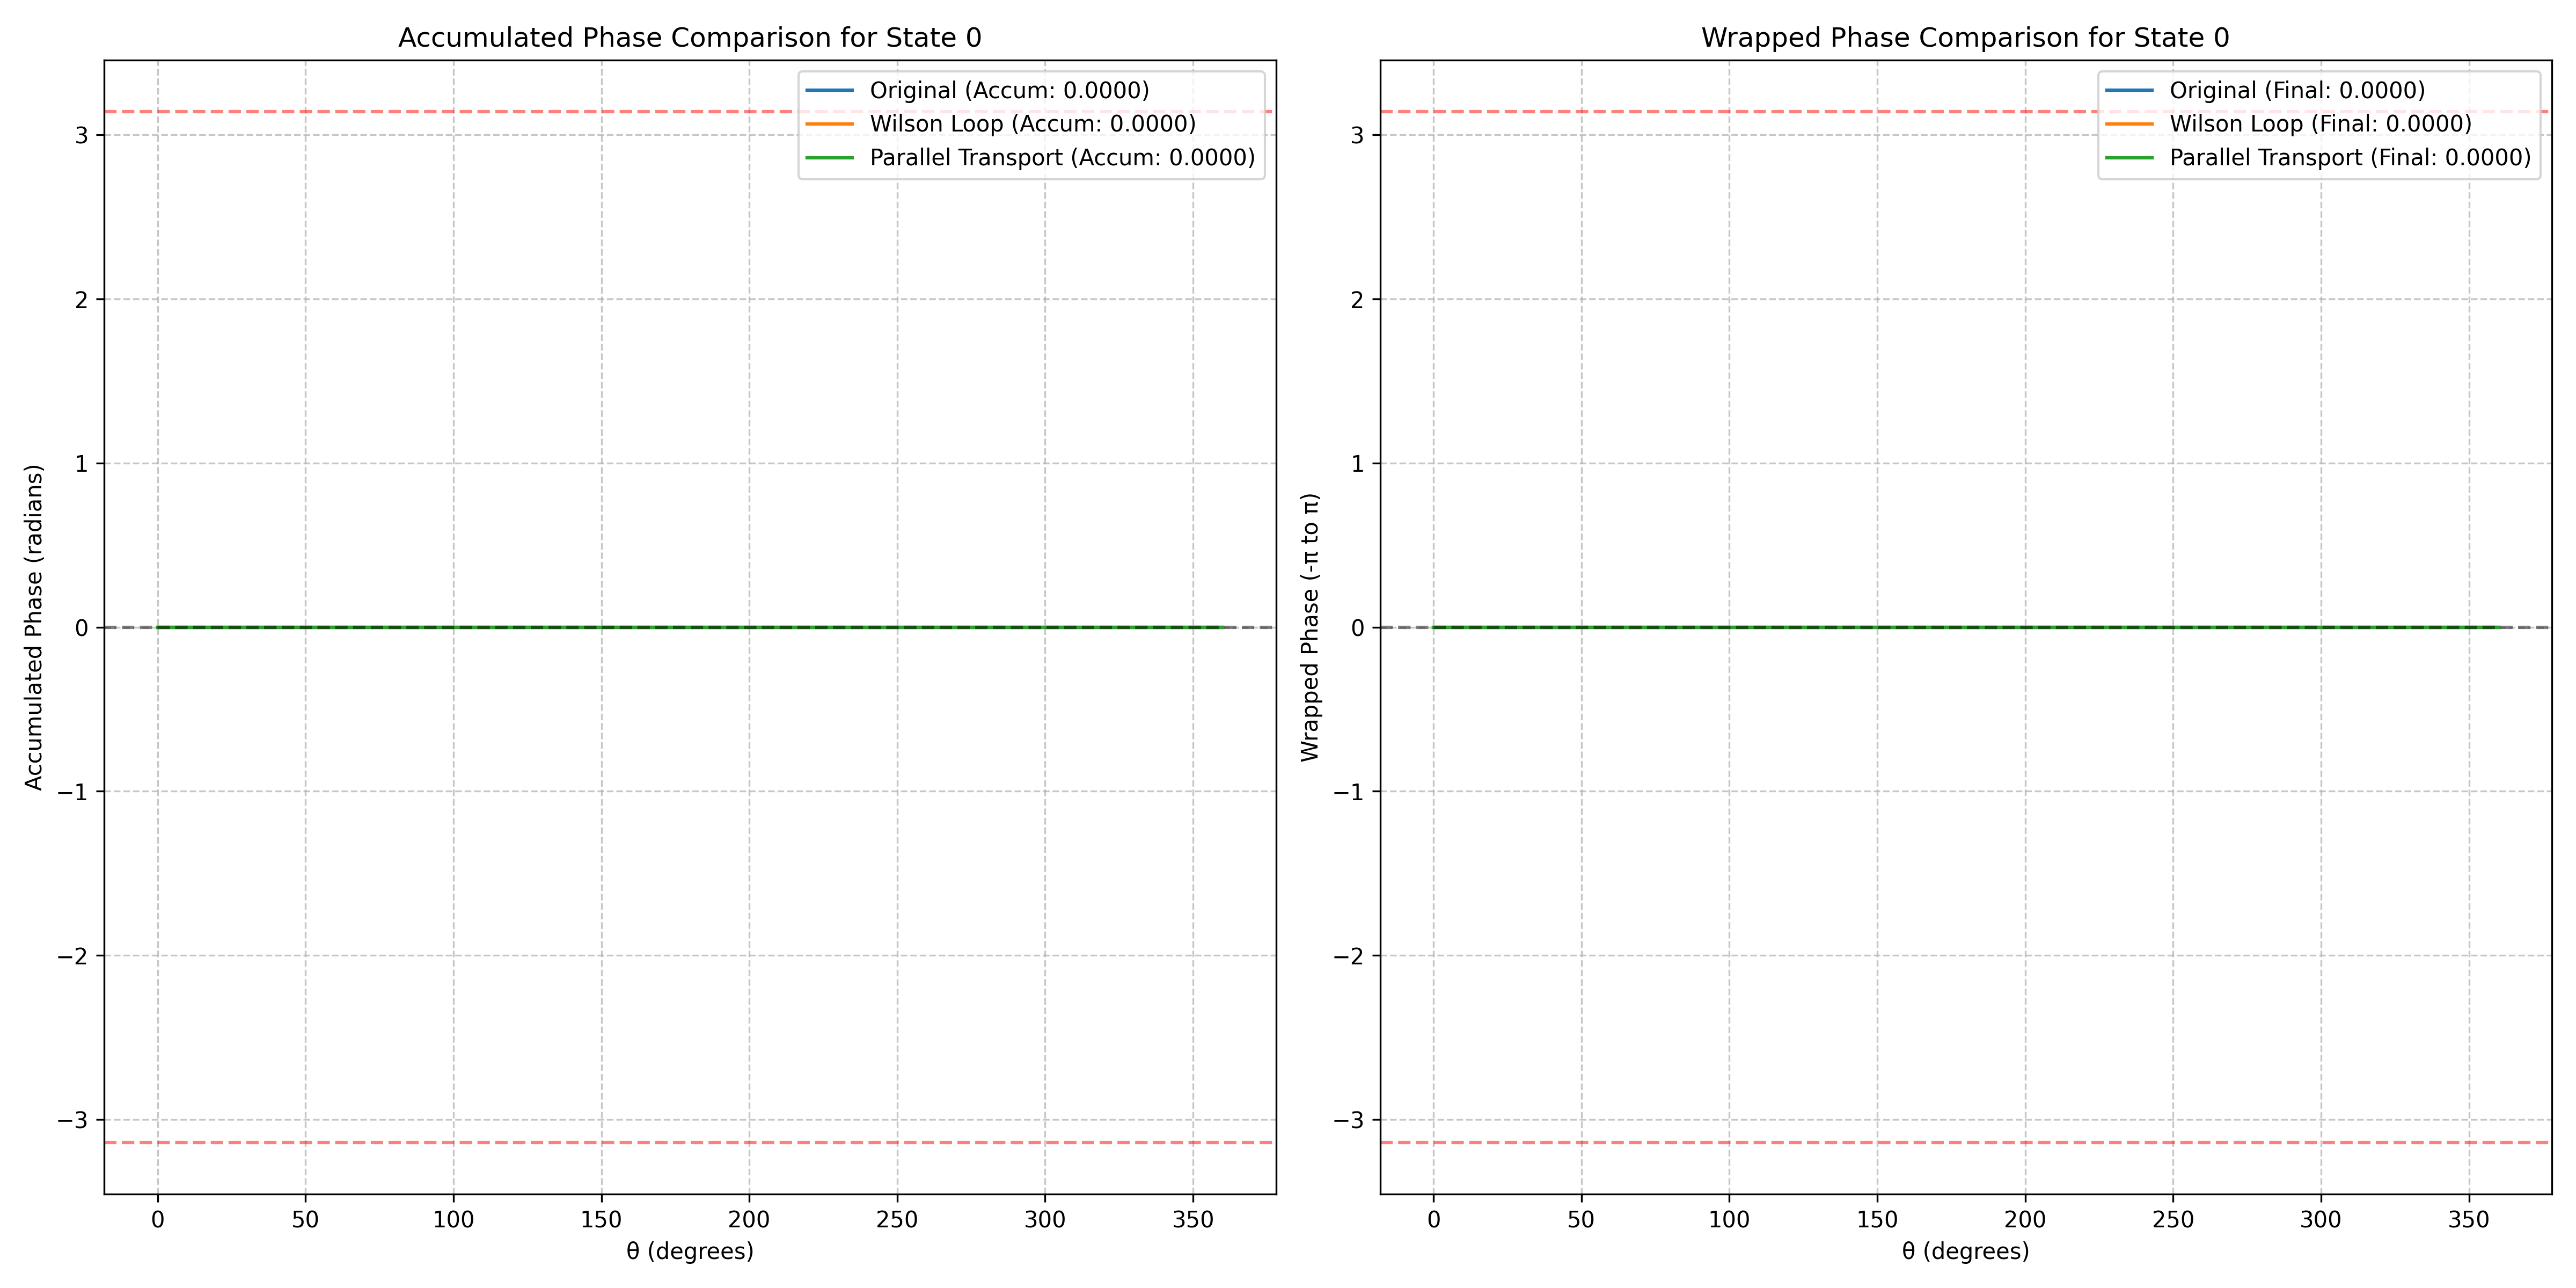 Accumulated Phase Comparison for State 0
Original (Accum: 0.0000)
Wilson Loop (Accum: 0.0000)
Parallel Transport (Accum: 0.0000)
Accumulated Phase (radians)
3
2
1
0
−1
−2
−3
0 50 100 150 200 250 300 350
θ (degrees)
Wrapped Phase Comparison for State 0
Original (Final: 0.0000)
Wilson Loop (Final: 0.0000)
Parallel Transport (Final: 0.0000)
Wrapped Phase (-π to π)
3
2
1
0
−1
−2
−3
0 50 100 150 200 250 300 350
θ (degrees)